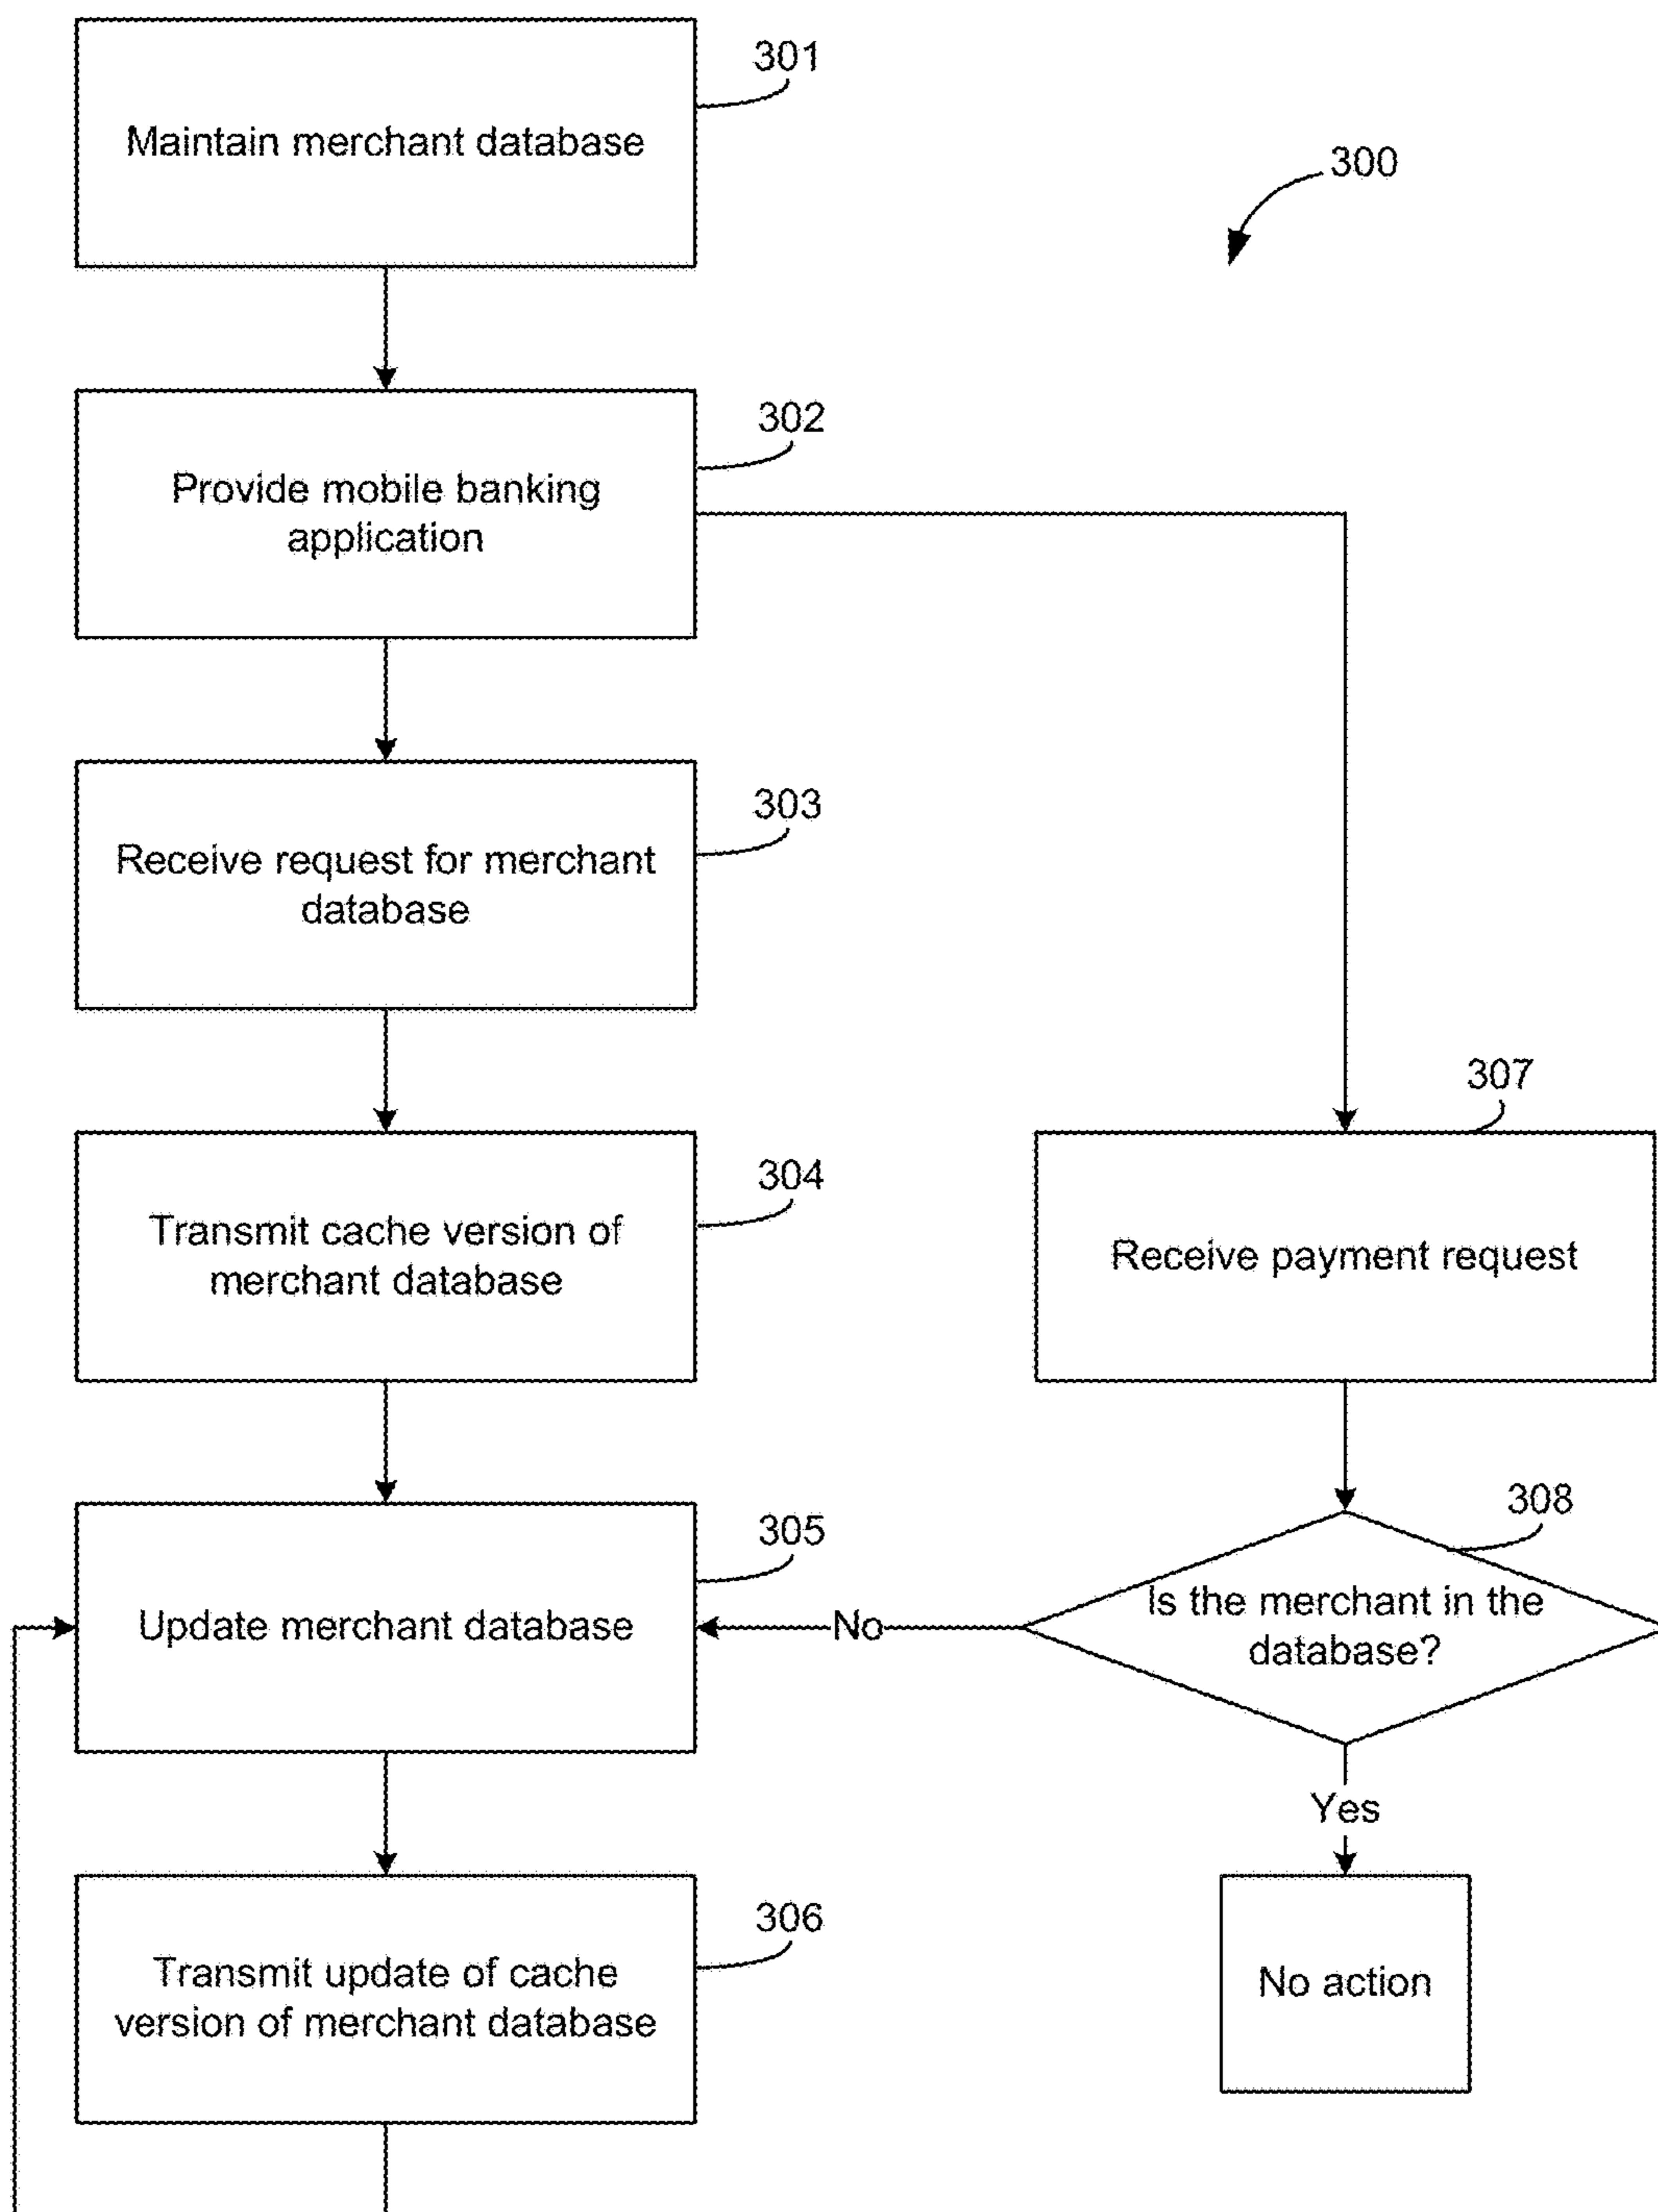 301
Maintain merchant database
300
302
Provide mobile banking
application
303
Receive request for merchant
database
304
Transmit cache version of
merchant database
307
Receive payment request
305
Update merchant database
No
308
Is the merchant in the
database?
Yes
306
Transmit update of cache
version of merchant database
No action